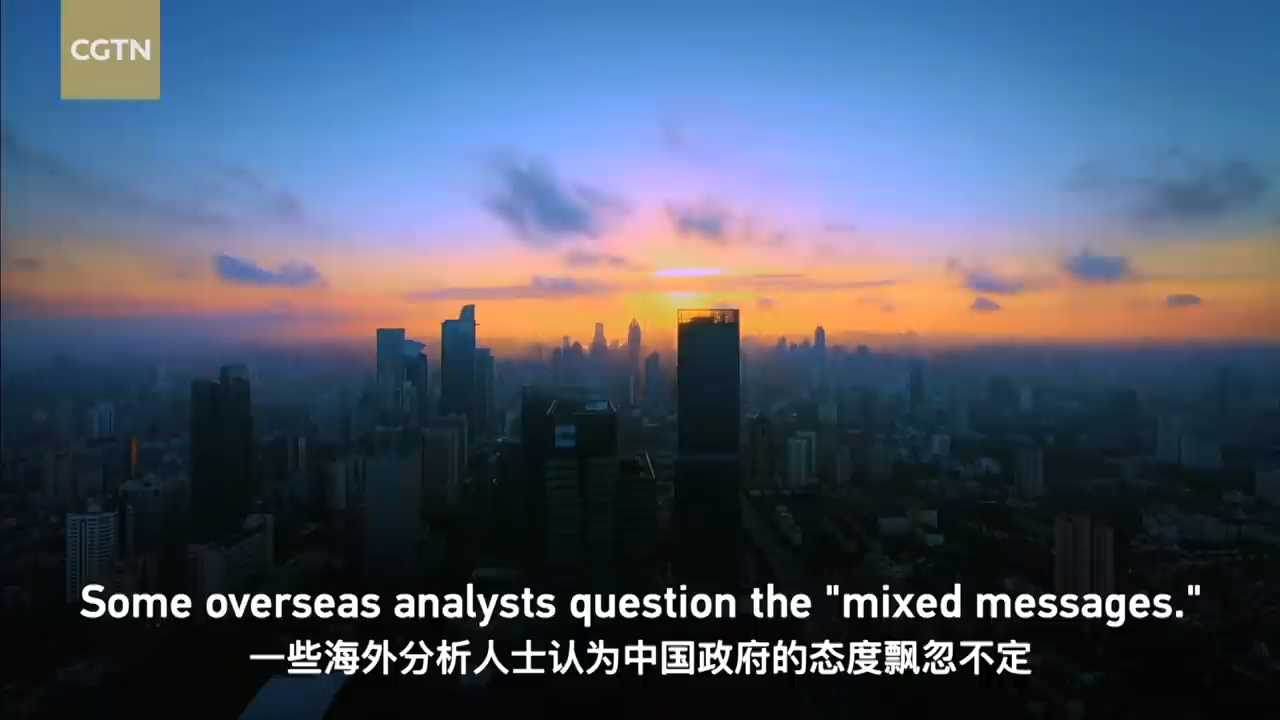 CGTN
Some overseas analysts question the "mixed messages."
一些海外分析人士认为中国政府的态度飘忽不定